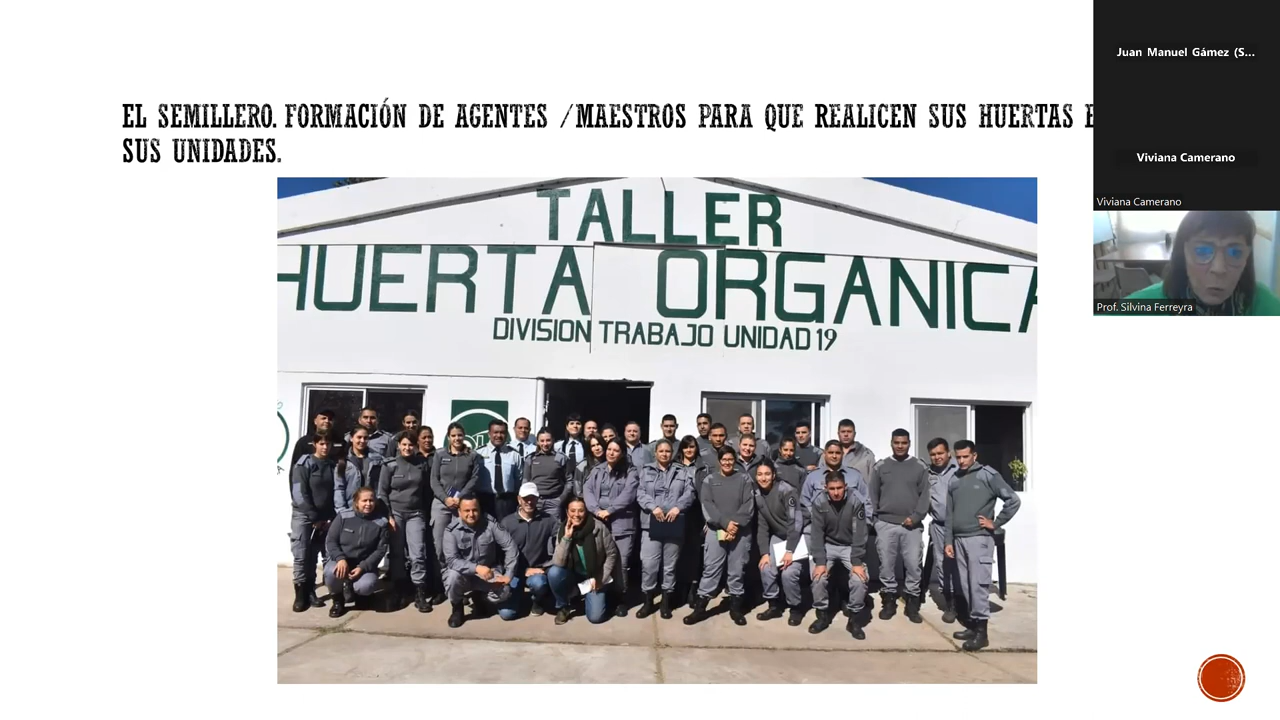 EL SEMILLERO. FORMACIÓN DE AGENTES /MAESTROS PARA QUE REALICEN SUS HUERTAS
SUS UNIDADES.
TALLER
HUERTA ORGANICA
DIVISION TRABAJO UNIDAD 19
Juan Manuel Gámez (S...
Viviana Camerano
Viviana Camerano
Prof. Silvina Ferreyra